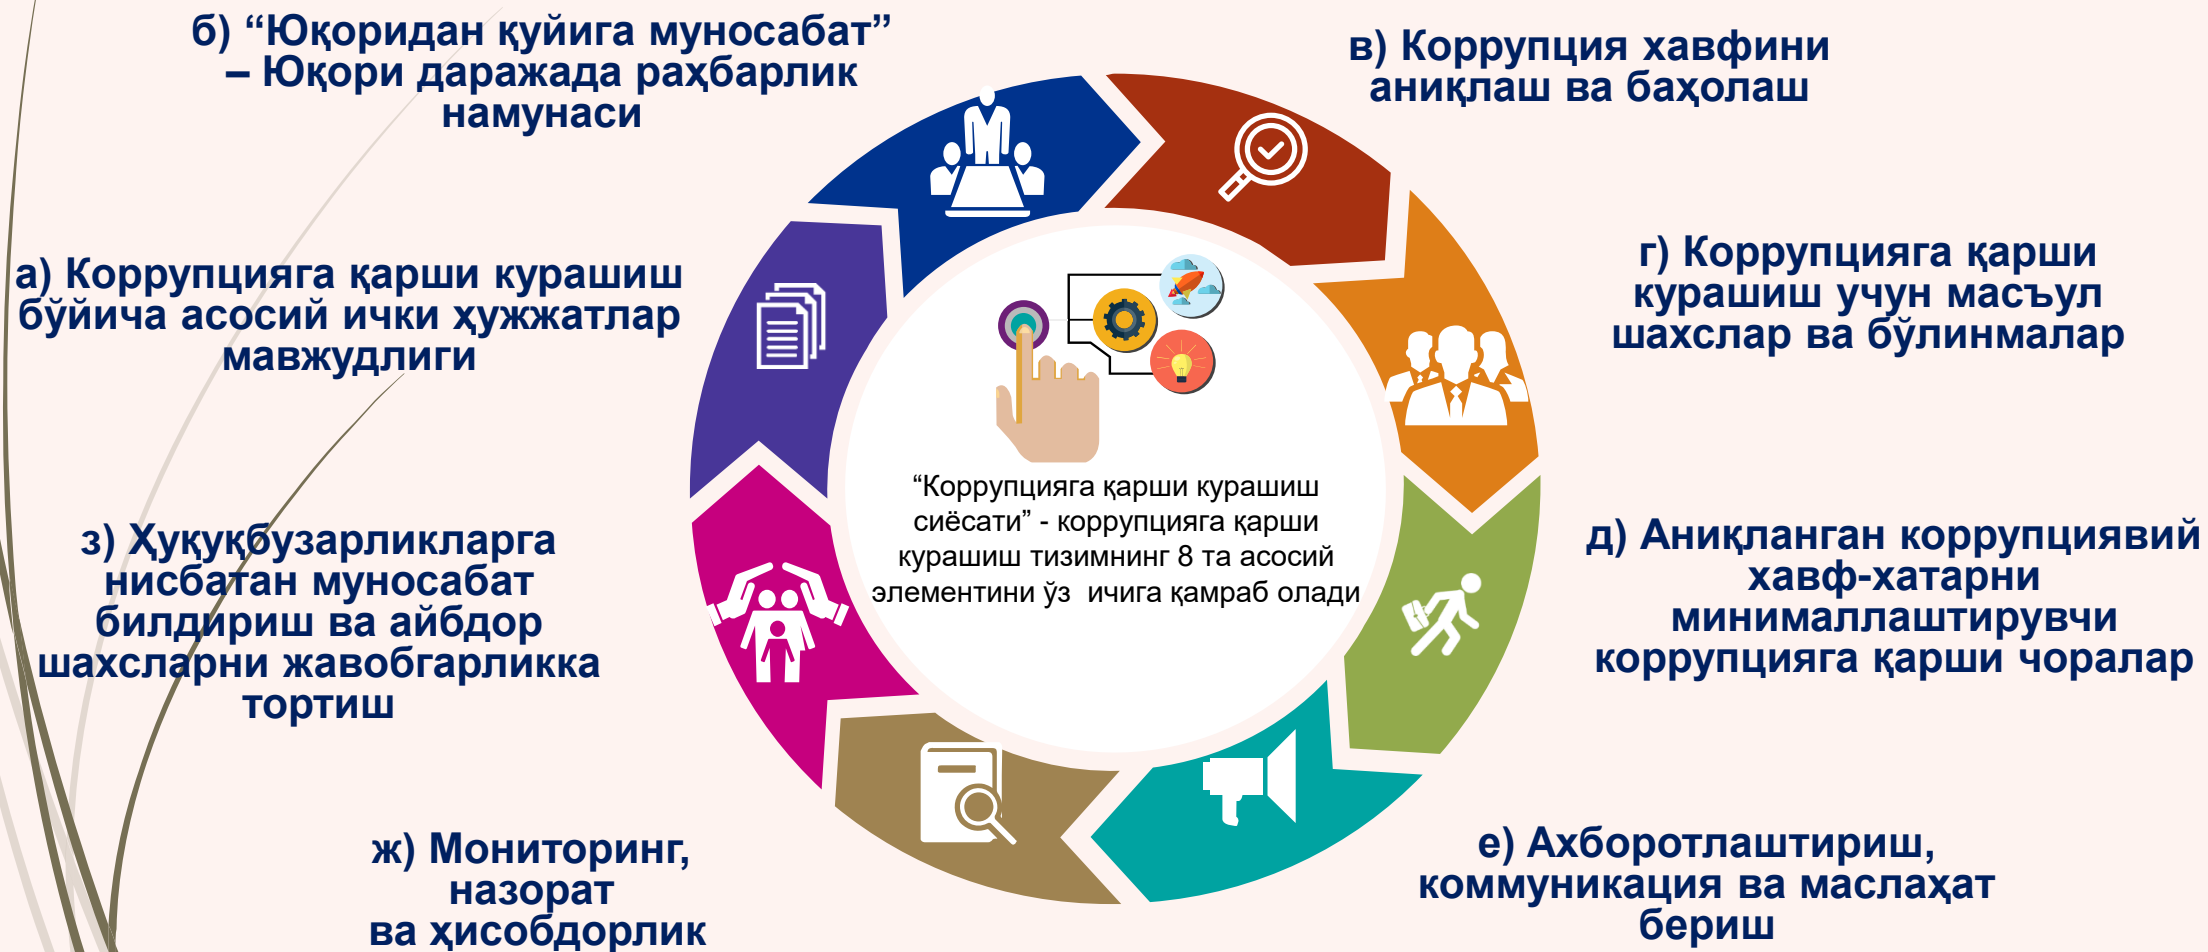 б) “Юқоридан қуйига муносабат”
– Юқори даражада раҳбарлик
намунаси
в) Коррупция хавфини
аниқлаш ва баҳолаш
а) Коррупцияга қарши курашиш
бўйича асосий ички ҳужжатлар
мавжудлиги
г) Коррупцияга қарши
курашиш учун масъул
шахслар ва бўлинмалар
“Коррупцияга қарши курашиш
сиёсати” - коррупцияга қарши
курашиш тизимнинг 8 та асосий
элементини ўз ичига қамраб олади
з) Ҳуқуқбузарликларга
нисбатан муносабат
билдириш ва айбдор
шахсларни жавобгарликка
тортиш
д) Аниқланган коррупциявий
хавф-хатарни
минималлаштирувчи
коррупцияга қарши чоралар
ж) Мониторинг,
назорат
ва ҳисобдорлик
е) Ахборотлаштириш,
коммуникация ва маслаҳат
бериш